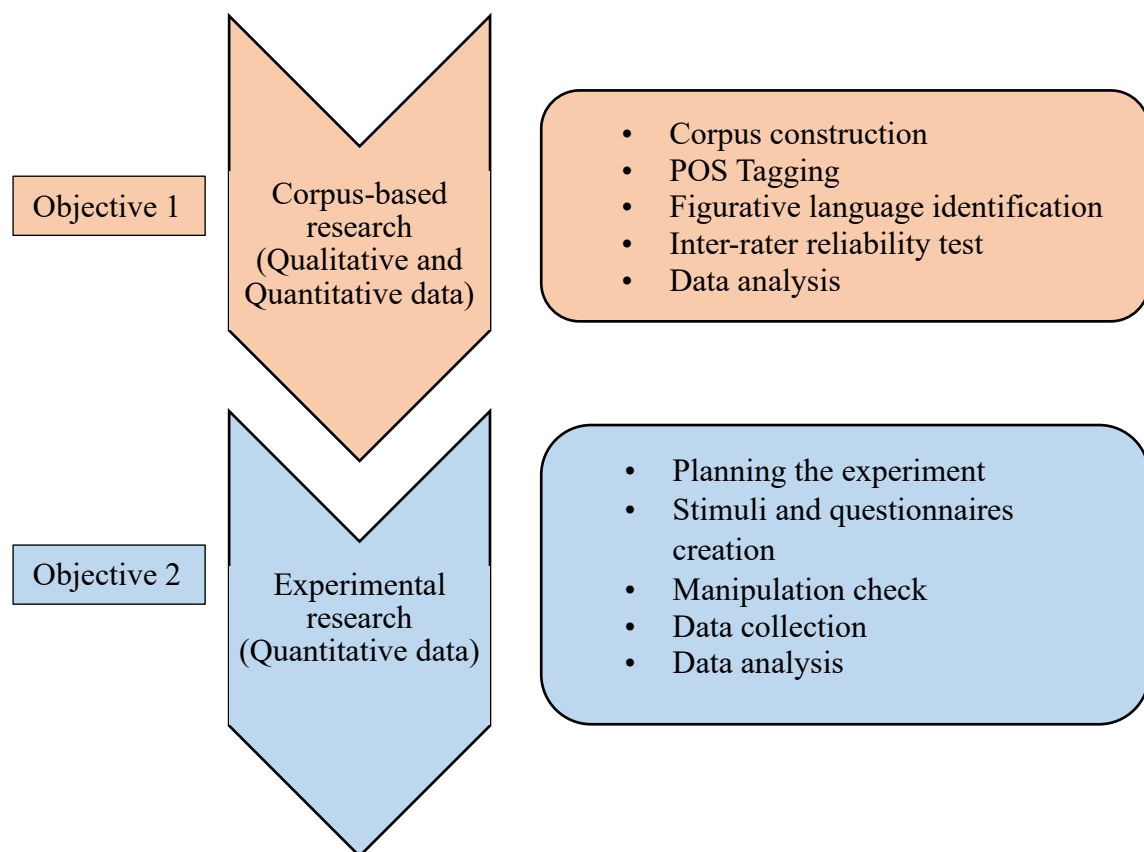 Objective 1
Corpus-based
research
(Qualitative and
Quantitative data)
• Corpus construction
• POS Tagging
• Figurative language identification
• Inter-rater reliability test
• Data analysis
Objective 2
Experimental
research
(Quantitative data)
• Planning the experiment
• Stimuli and questionnaires
creation
• Manipulation check
• Data collection
• Data analysis